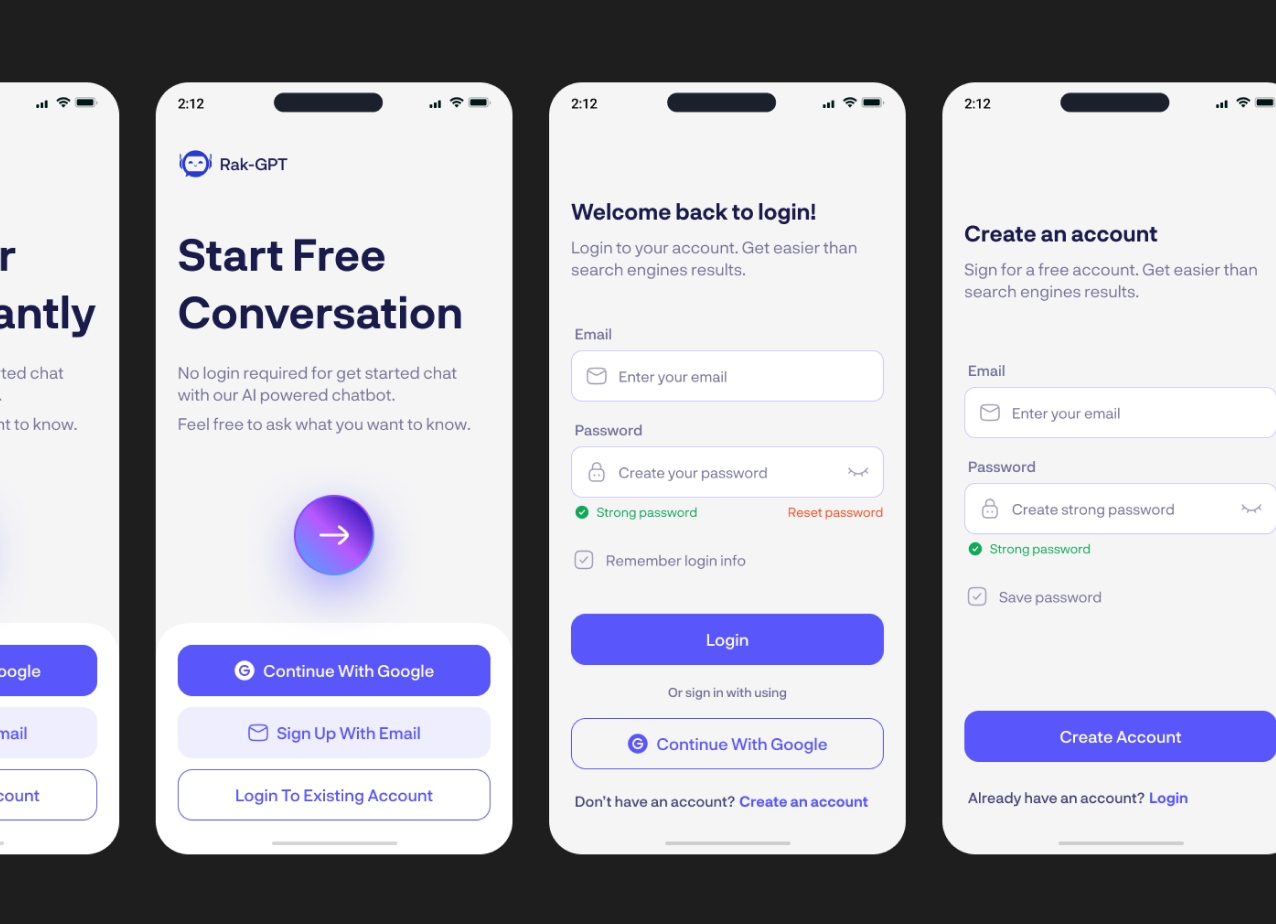 r
antly
rted chat
.
nt to know.
oogle
mail
count
2:12
Rak-GPT
Start Free
Conversation
No login required for get started chat
with our AI powered chatbot.
Feel free to ask what you want to know.
G Continue With Google
Sign Up With Email
Login To Existing Account
2:12
Welcome back to login!
Login to your account. Get easier than
search engines results.
Email
Enter your email
Password
Create your password
Strong password
Reset password
Remember login info
Login
Or sign in with using
G Continue With Google
Don't have an account? Create an account
2:12
Create an account
Sign for a free account. Get easier than
search engines results.
Email
Enter your email
Password
Create strong password
Strong password
Save password
Create Account
Already have an account? Login